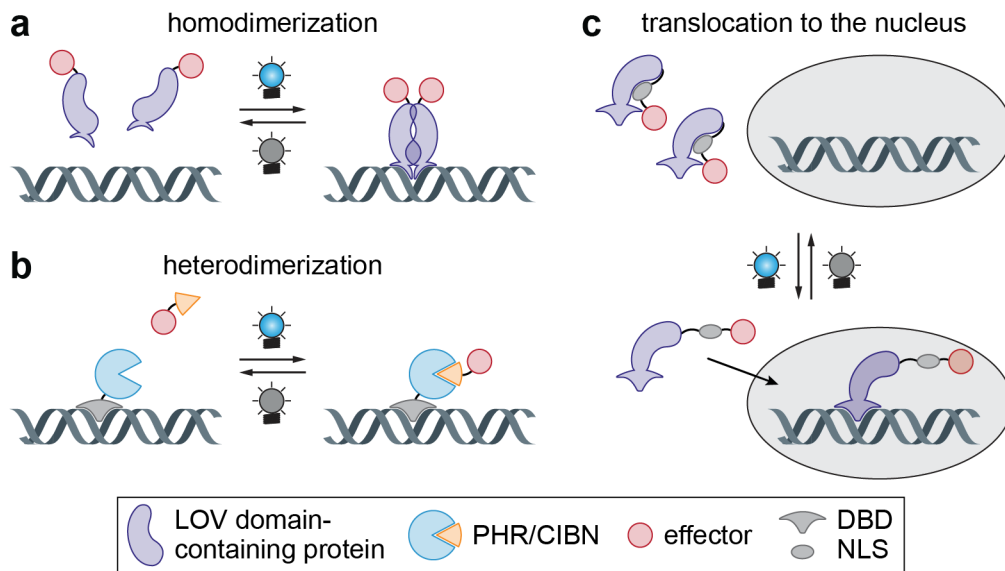 a homodimerization
b heterodimerization
c translocation to the nucleus
LOV domain-
containing protein
PHR/CIBN
effector
DBD
NLS